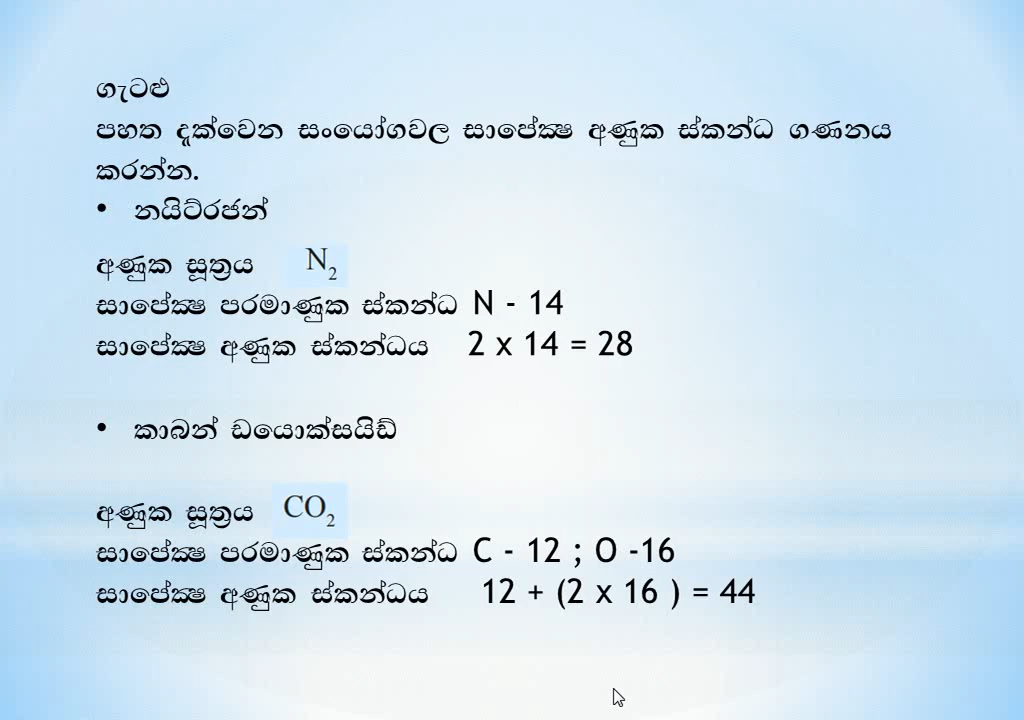 ගැටළු
පහත දැක්වෙන සංයෝගවල සාපේක්‍ෂ අණුක ස්කන්ධ ගණනය
කරන්න.
• නයිට්රජන්
අණුක සූත්‍රය N₂
සාපේක්‍ෂ පරමාණුක ස්කන්ධ N - 14
සාපේක්‍ෂ අණුක ස්කන්ධය 2 x 14 = 28
• කාබන් ඩයොක්සයිඩ්
අණුක සූත්‍රය CO₂
සාපේක්‍ෂ පරමාණුක ස්කන්ධ C - 12 ; O -16
සාපේක්‍ෂ අණුක ස්කන්ධය 12 + (2 x 16 ) = 44